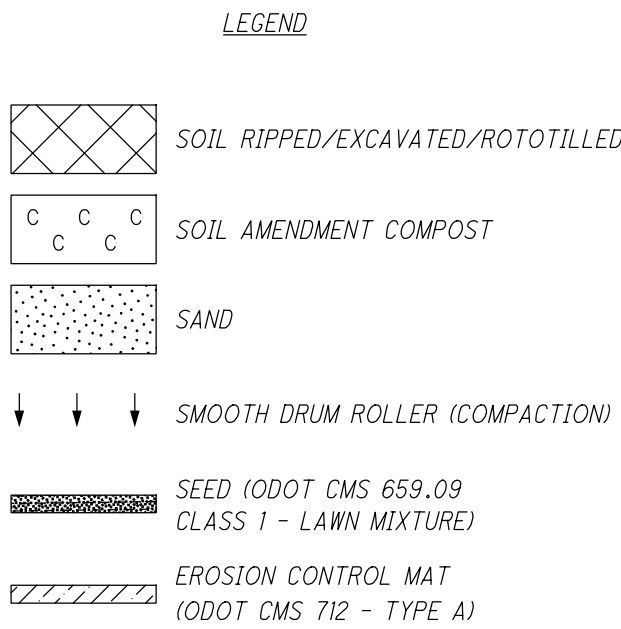 LEGEND
SOIL RIPPED/EXCAVATED/ROTOTILLED
C C C
C C
SOIL AMENDMENT COMPOST
SAND
SMOOTH DRUM ROLLER (COMPACTION)
SEED (ODOT CMS 659.09
CLASS 1 - LAWN MIXTURE)
EROSION CONTROL MAT
(ODOT CMS 712 - TYPE A)